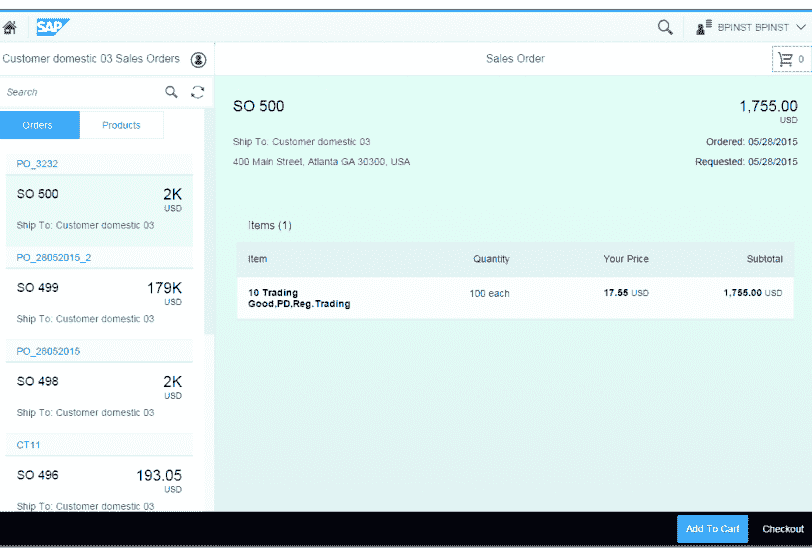 SAP
BPINST BPINST
Customer domestic 03 Sales Orders
Sales Order
0
Search
Orders
Products
PO_3232
SO 500
2K
USD
Ship To: Customer domestic 03
PO_28052015_2
SO 499
179K
USD
Ship To: Customer domestic 03
PO_28052015
SO 498
2K
USD
Ship To: Customer domestic 03
CT11
SO 496
193.05
USD
Ship To: Customer domestic 03
SO 500
1,755.00
USD
Ship To: Customer domestic 03
Ordered: 05/28/2015
400 Main Street, Atlanta GA 30300, USA
Requested: 05/28/2015
Items (1)
Item Quantity Your Price Subtotal
10 Trading
Good,PD,Reg.Trading
100 each
17.55 USD
1,755.00 USD
Add To Cart
Checkout